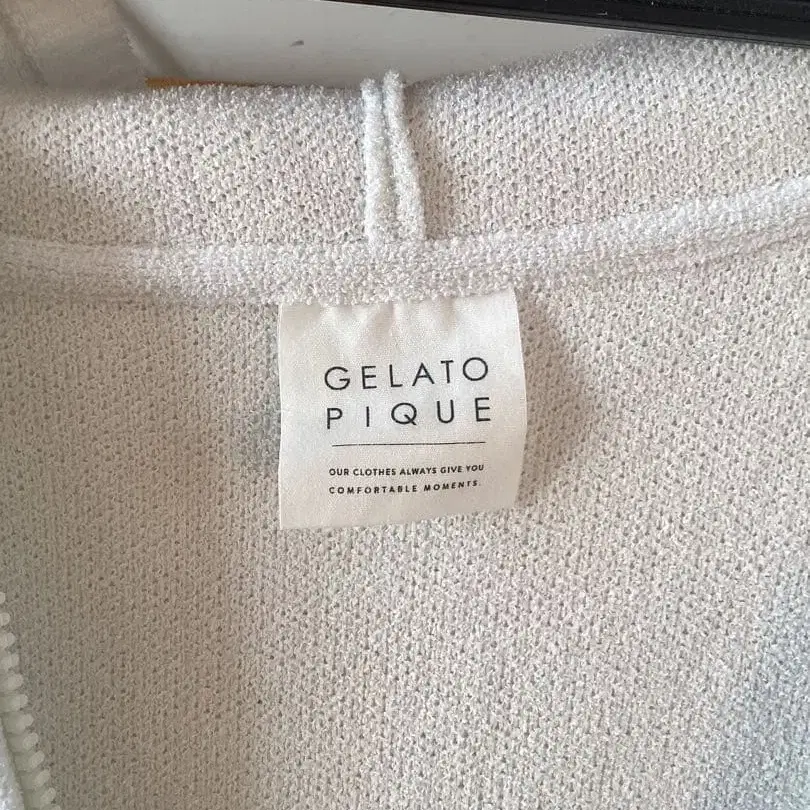 GELATO
PIQUE
OUR CLOTHES ALWAYS GIVE YOU
COMFORTABLE MOMENTS.